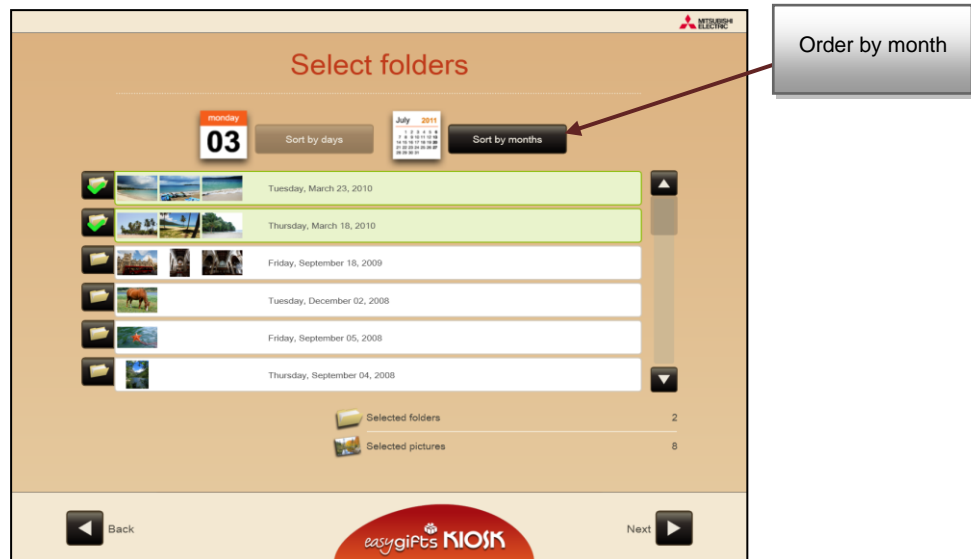 MITSUBISHI
ELECTRIC
Order by month
Select folders
monday
03
Sort by days
July 2011
Sort by months
Tuesday, March 23, 2010
Thursday, March 18, 2010
Friday, September 18, 2009
Tuesday, December 02, 2008
Friday, September 05, 2008
Thursday, September 04, 2008
Selected folders 2
Selected pictures 8
Back
easygifts KIOSK
Next